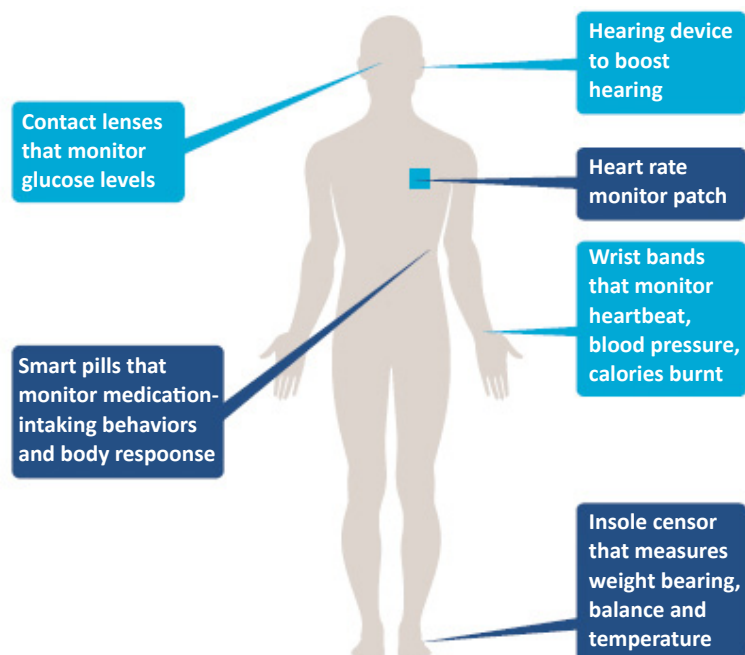 Hearing device
to boost
hearing
Contact lenses
that monitor
glucose levels
Heart rate
monitor patch
Wrist bands
that monitor
heartbeat,
blood pressure,
calories burnt
Smart pills that
monitor medication-
intaking behaviors
and body respoonse
Insole censor
that measures
weight bearing,
balance and
temperature